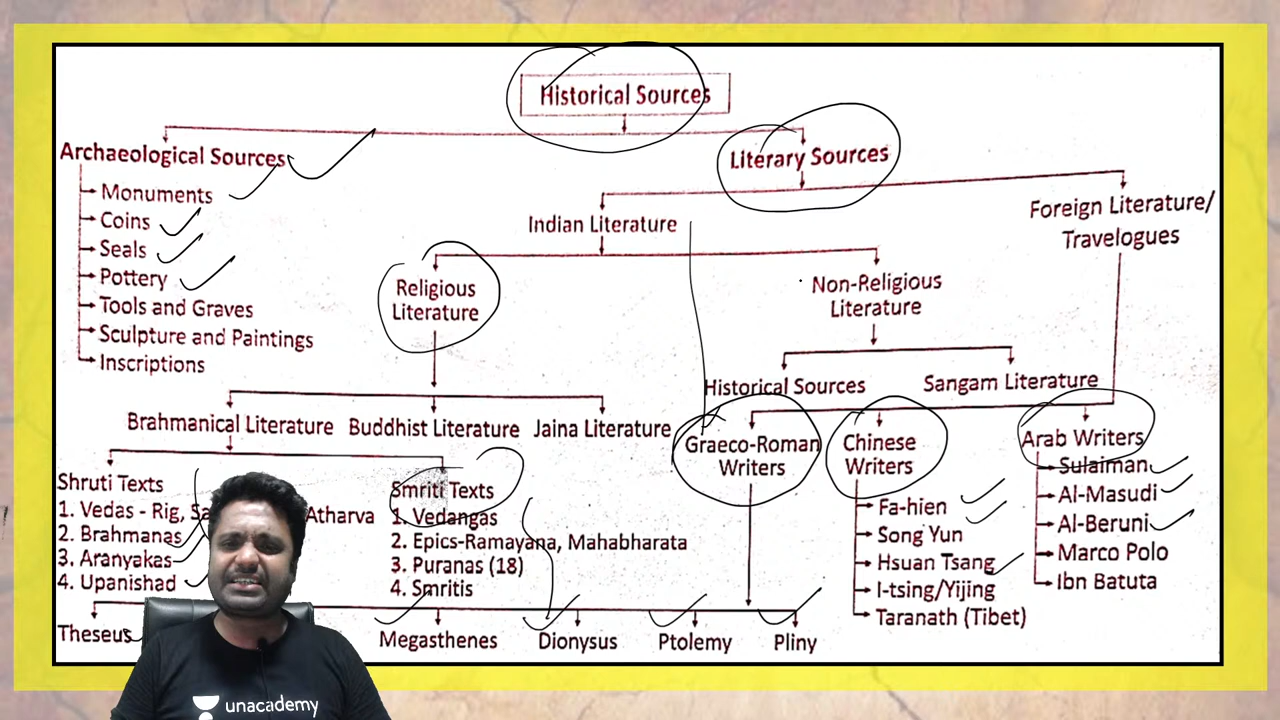 Historical Sources
Archaeological Sources
Monuments
Coins
Seals
Pottery
Tools and Graves
Sculpture and Paintings
Inscriptions
Literary Sources
Indian Literature
Foreign Literature/
Travelogues
Religious
Literature
Non-Religious
Literature
Historical Sources
Sangam Literature
Brahmanical Literature
Buddhist Literature
Jaina Literature
Shruti Texts
1. Vedas - Rig, Atharva
2. Brahmanas
3. Aranyakas
4. Upanishad
Smriti Texts
1. Vedangas
2. Epics-Ramayana, Mahabharata
3. Puranas (18)
4. Smritis
Graeco-Roman
Writers
Chinese
Writers
Fa-hien
Song Yun
Hsuan Tsang
I-tsing/Yijing
Taranath (Tibet)
Arab Writers
Sulaiman
Al-Masudi
Al-Beruni
Marco Polo
Ibn Batuta
Theseus
Megasthenes
Dionysus
Ptolemy
Pliny
unacademy